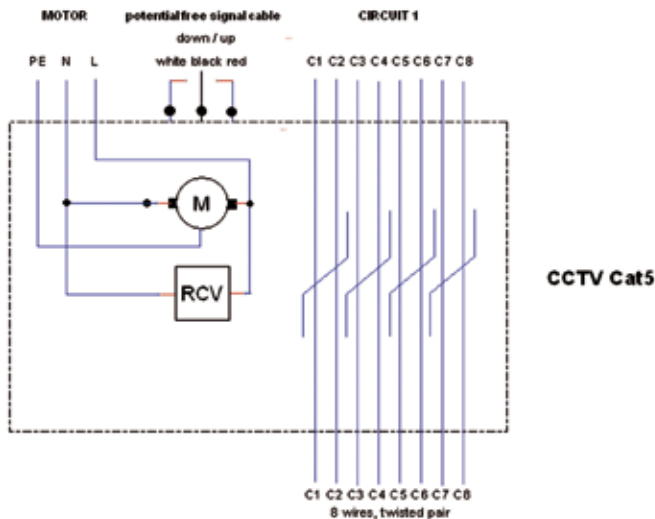 MOTOR
potential free signal cable
CIRCUIT 1
down / up
PE N L
white black red
C1 C2 C3 C4 C5 C6 C7 C8
M
RCV
CCTV Cat5
C1 C2 C3 C4 C5 C6 C7 C8
8 wires, twisted pair